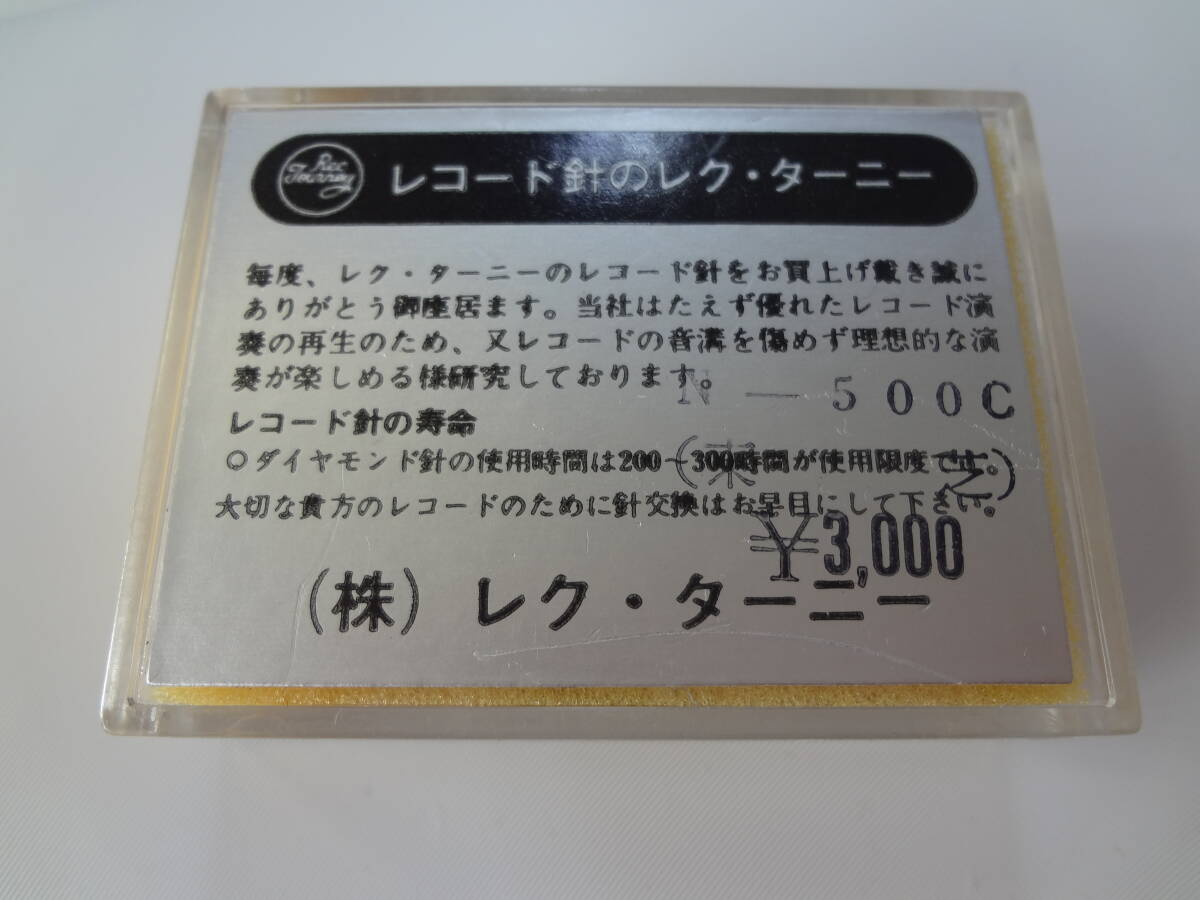 Rec
Tourney
レコード針のレク・ターニー
毎度、レク・ターニーのレコード針をお買上げ戴き誠に
ありがとう御座居ます。当社はたえず優れたレコード演
奏の再生のため、又レコードの音溝を傷めず理想的な演
奏が楽しめる様研究しております。
N—500C
レコード針の寿命
○ダイヤモンド針の使用時間は200~300時間が使用限度です。
(東芝)
大切な貴方のレコードのために針交換はお早目にして下さい。
¥3,000
(株)レク・ターニー